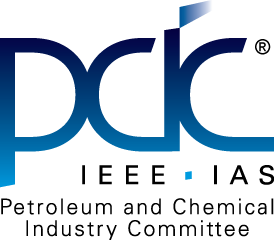 pcic®
IEEE · IAS
Petroleum and Chemical
Industry Committee